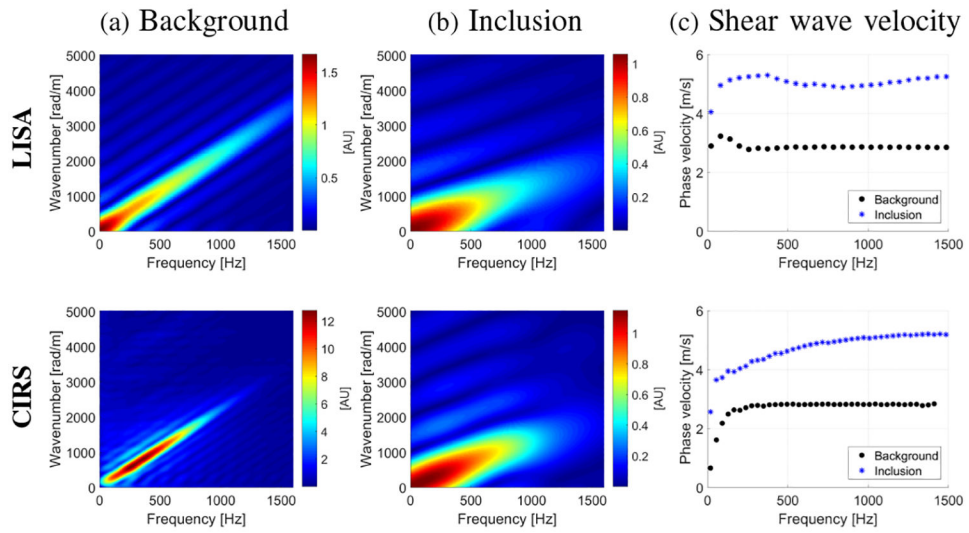 (a) Background
(b) Inclusion
(c) Shear wave velocity
LISA
Wavenumber [rad/m]
5000
4000
3000
2000
1000
0
0 500 1000 1500
Frequency [Hz]
1.5
1
0.5
[AU]
Wavenumber [rad/m]
5000
4000
3000
2000
1000
0
0 500 1000 1500
Frequency [Hz]
1
0.8
0.6
0.4
0.2
[AU]
Phase velocity [m/s]
6
4
2
0
0 500 1000 1500
Frequency [Hz]
Background
Inclusion
CIRS
Wavenumber [rad/m]
5000
4000
3000
2000
1000
0
0 500 1000 1500
Frequency [Hz]
12
10
8
6
4
2
[AU]
Wavenumber [rad/m]
5000
4000
3000
2000
1000
0
0 500 1000 1500
Frequency [Hz]
1
0.8
0.6
0.4
0.2
[AU]
Phase velocity [m/s]
6
4
2
0
0 500 1000 1500
Frequency [Hz]
Background
Inclusion